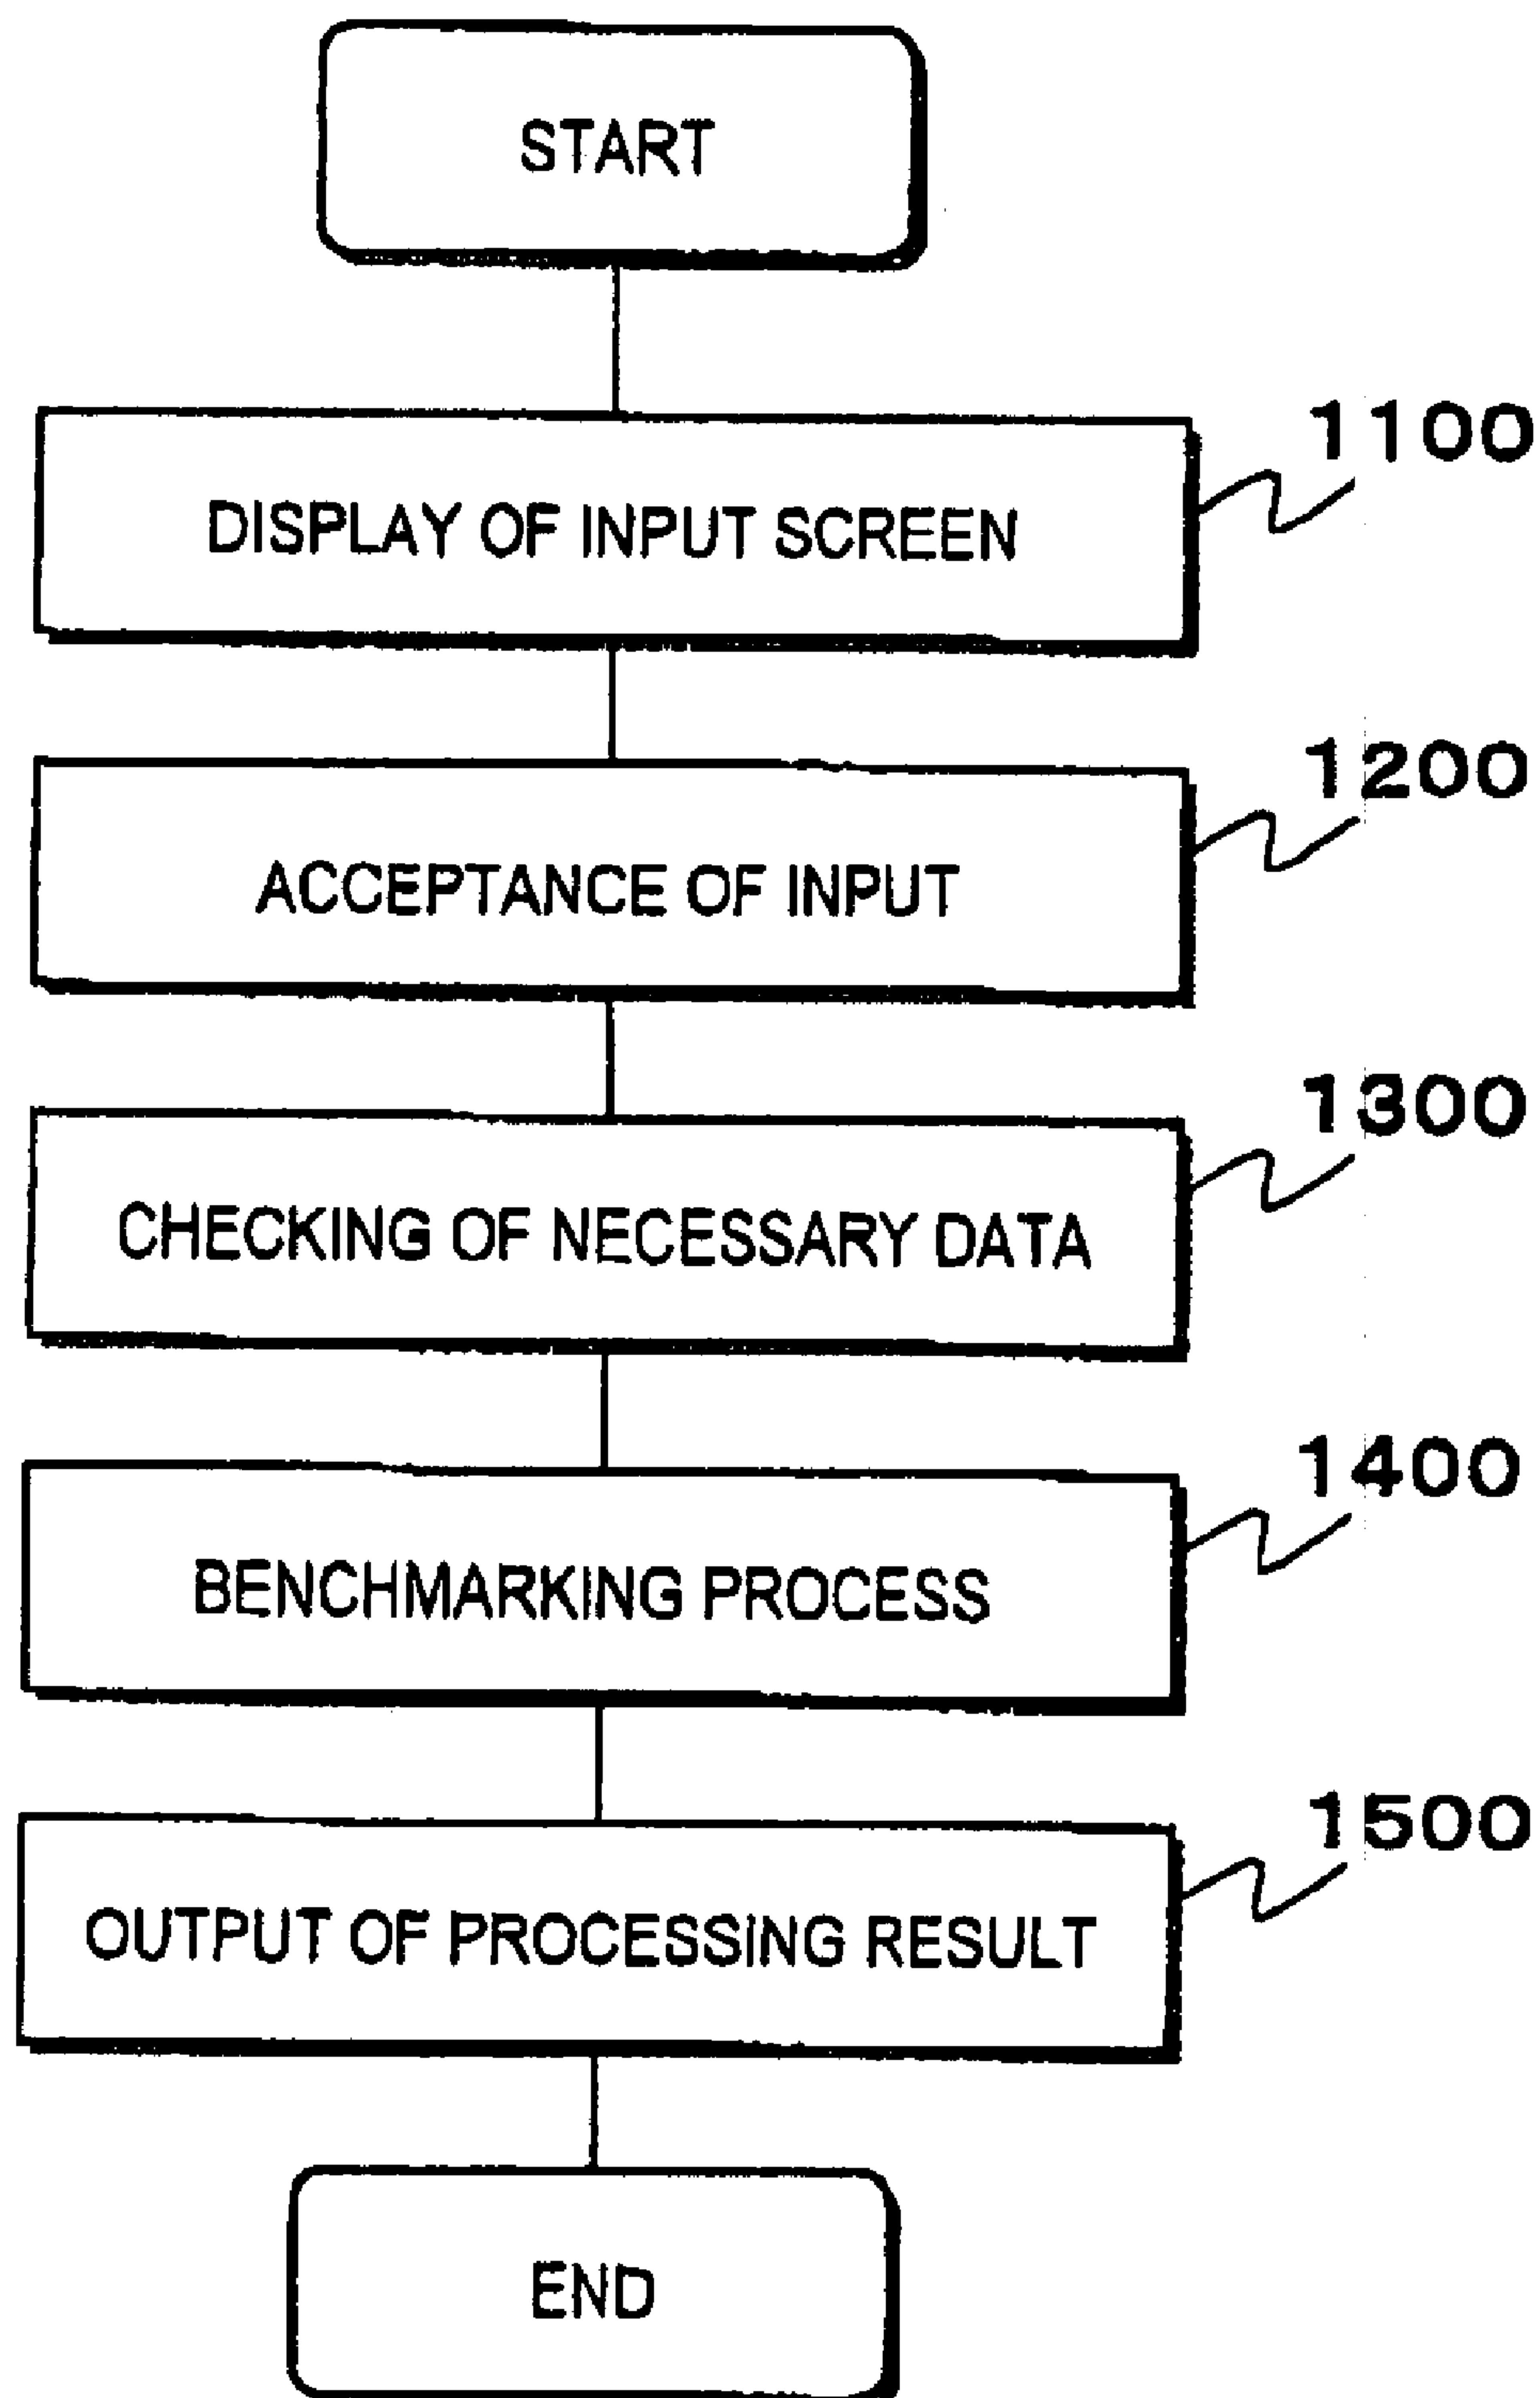 START
1100
DISPLAY OF INPUT SCREEN
1200
ACCEPTANCE OF INPUT
1300
CHECKING OF NECESSARY DATA
1400
BENCHMARKING PROCESS
1500
OUTPUT OF PROCESSING RESULT
END